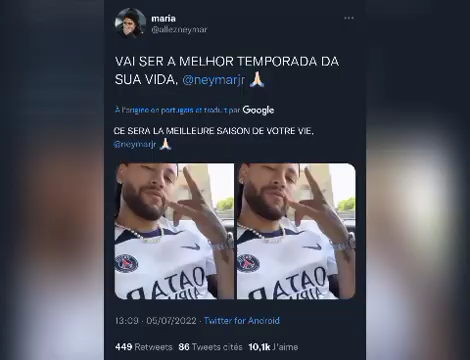 maria
@allezneymar
VAI SER A MELHOR TEMPORADA DA
SUA VIDA, @neymarjr 🙏🏻
À l'origine en portugais et traduit par Google
CE SERA LA MEILLEURE SAISON DE VOTRE VIE,
@neymarjr 🙏🏻
QATAR
QATAR
13:09 · 05/07/2022 · Twitter for Android
449 Retweets 86 Tweets cités 10,1k J'aime